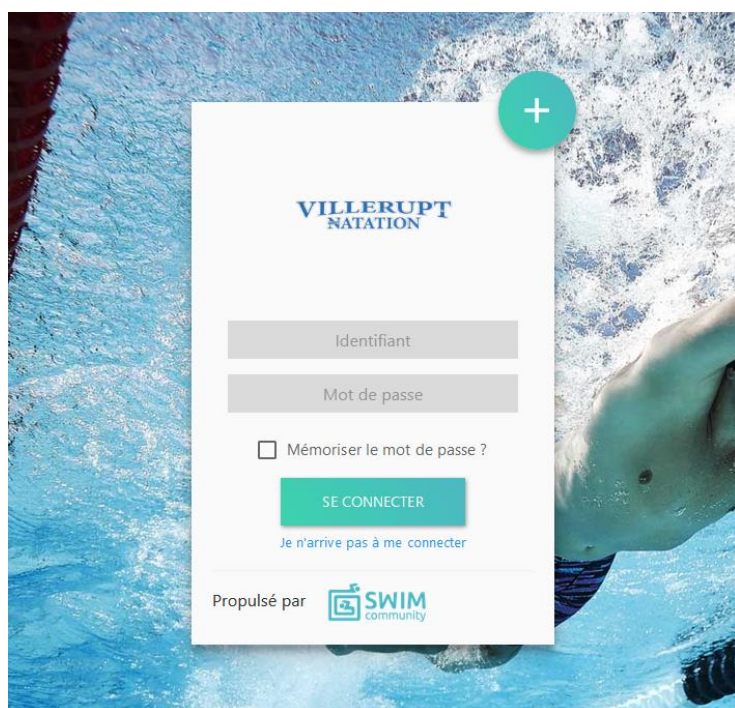 +
VILLERUPT
NATATION
Identifiant
Mot de passe
Mémoriser le mot de passe ?
SE CONNECTER
Je n'arrive pas à me connecter
Propulsé par
SWIM
community